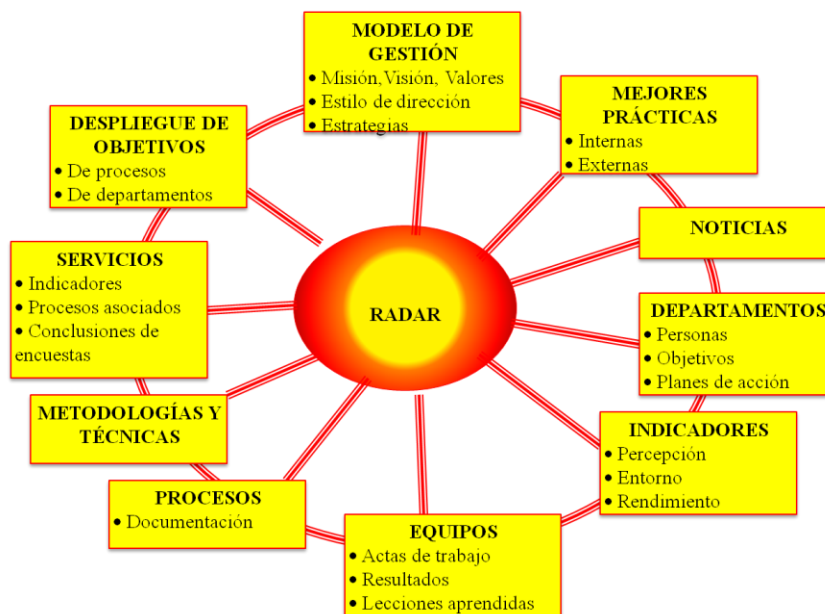 MODELO DE
GESTIÓN
• Misión,Visión, Valores
• Estilo de dirección
• Estrategias
MEJORES
PRÁCTICAS
• Internas
• Externas
NOTICIAS
DEPARTAMENTOS
• Personas
• Objetivos
• Planes de acción
INDICADORES
• Percepción
• Entorno
• Rendimiento
EQUIPOS
• Actas de trabajo
• Resultados
• Lecciones aprendidas
PROCESOS
• Documentación
METODOLOGÍAS Y
TÉCNICAS
SERVICIOS
• Indicadores
• Procesos asociados
• Conclusiones de
encuestas
DESPLIEGUE DE
OBJETIVOS
• De procesos
• De departamentos
RADAR